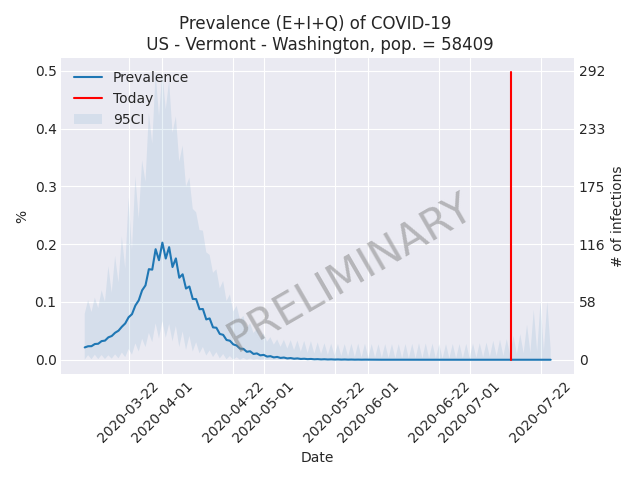 Prevalence (E+I+Q) of COVID-19
US - Vermont - Washington, pop. = 58409
Prevalence
Today
95CI
0.5
0.4
0.3
0.2
0.1
0.0
%
292
233
175
116
58
0
# of infections
PRELIMINARY
2020-03-22
2020-04-01
2020-04-22
2020-05-01
2020-05-22
2020-06-01
2020-06-22
2020-07-01
2020-07-22
Date